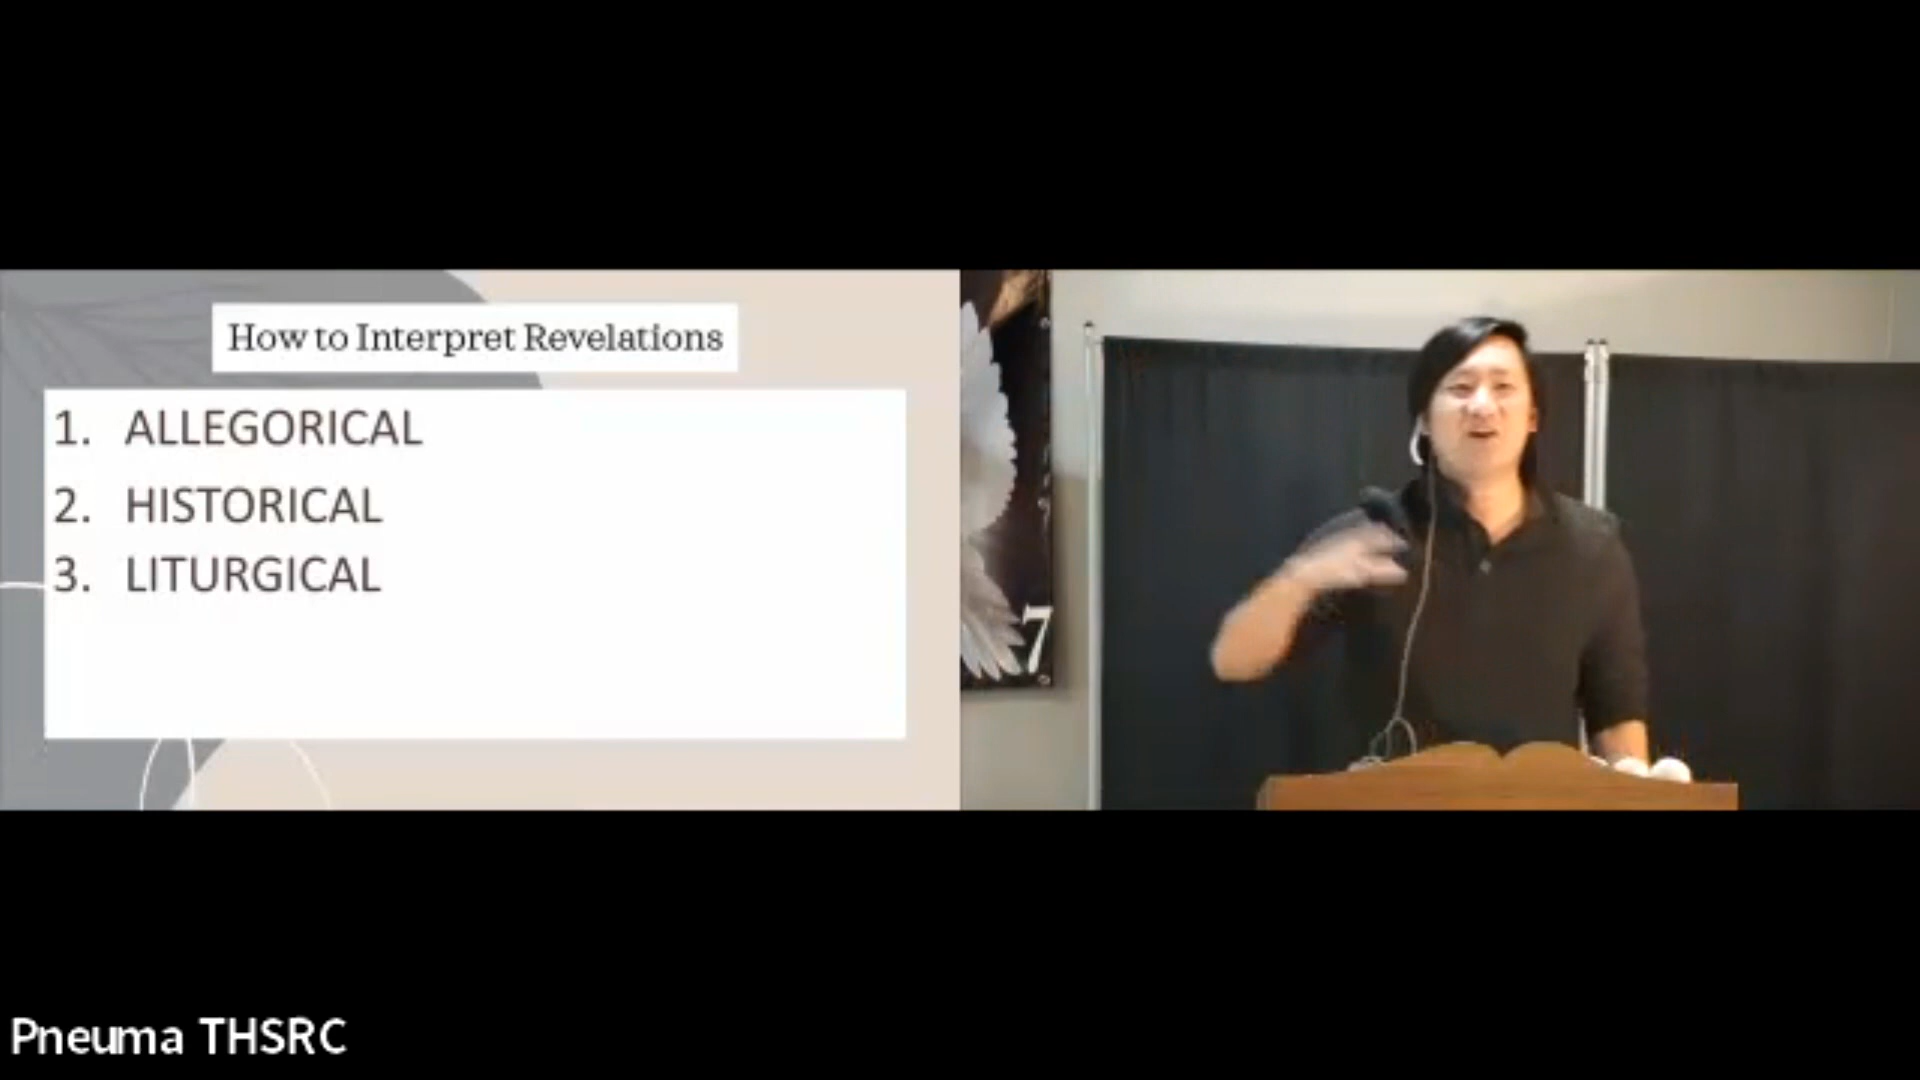 How to Interpret Revelations
1. ALLEGORICAL
2. HISTORICAL
3. LITURGICAL
7
Pneuma THSRC